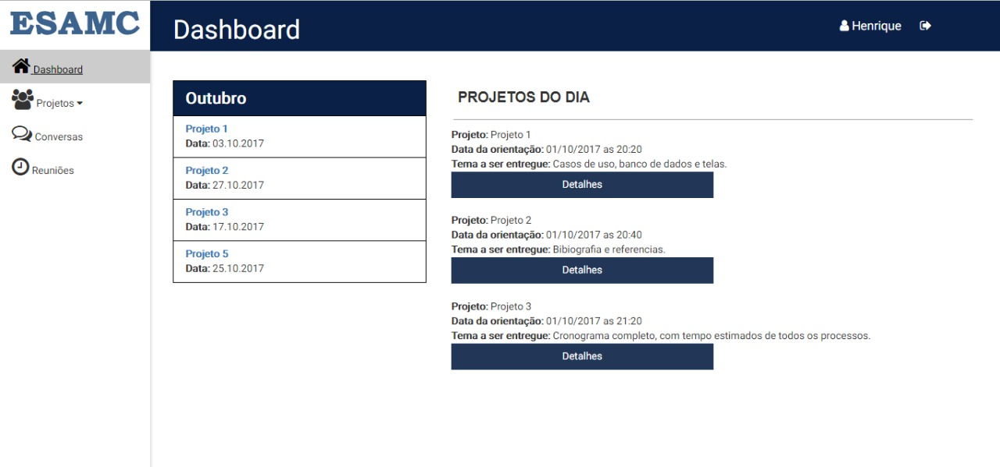 ESAMC
Dashboard
Henrique
Dashboard
Projetos
Conversas
Reuniões
Outubro
Projeto 1
Data: 03.10.2017
Projeto 2
Data: 27.10.2017
Projeto 3
Data: 17.10.2017
Projeto 5
Data: 25.10.2017
PROJETOS DO DIA
Projeto: Projeto 1
Data da orientação: 01/10/2017 as 20:20
Tema a ser entregue: Casos de uso, banco de dados e telas.
Detalhes
Projeto: Projeto 2
Data da orientação: 01/10/2017 as 20:40
Tema a ser entregue: Bibiografia e referencias.
Detalhes
Projeto: Projeto 3
Data da orientação: 01/10/2017 as 21:20
Tema a ser entregue: Cronograma completo, com tempo estimados de todos os processos.
Detalhes